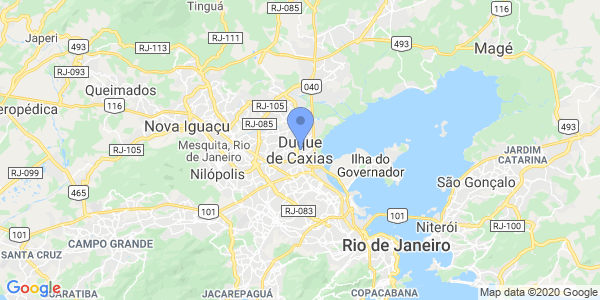 Tinguá
RJ-085
Japeri
493
RJ-111
RJ-113
493
Magé
RJ-093
Queimados
116
040
116
RJ-105
RJ-085
Nova Iguaçu
Mesquita, Rio
de Janeiro
Duque
de Caxias
493
RJ-105
Nilópolis
Ilha do
Governador
JARDIM
CATARINA
RJ-099
465
São Gonçalo
101
RJ-083
101
Niterói
RJ-100
CAMPO GRANDE
Rio de Janeiro
SANTA CRUZ
101
Google
JACAREPAGUÁ
COPACABANA
Map data ©2020 Google